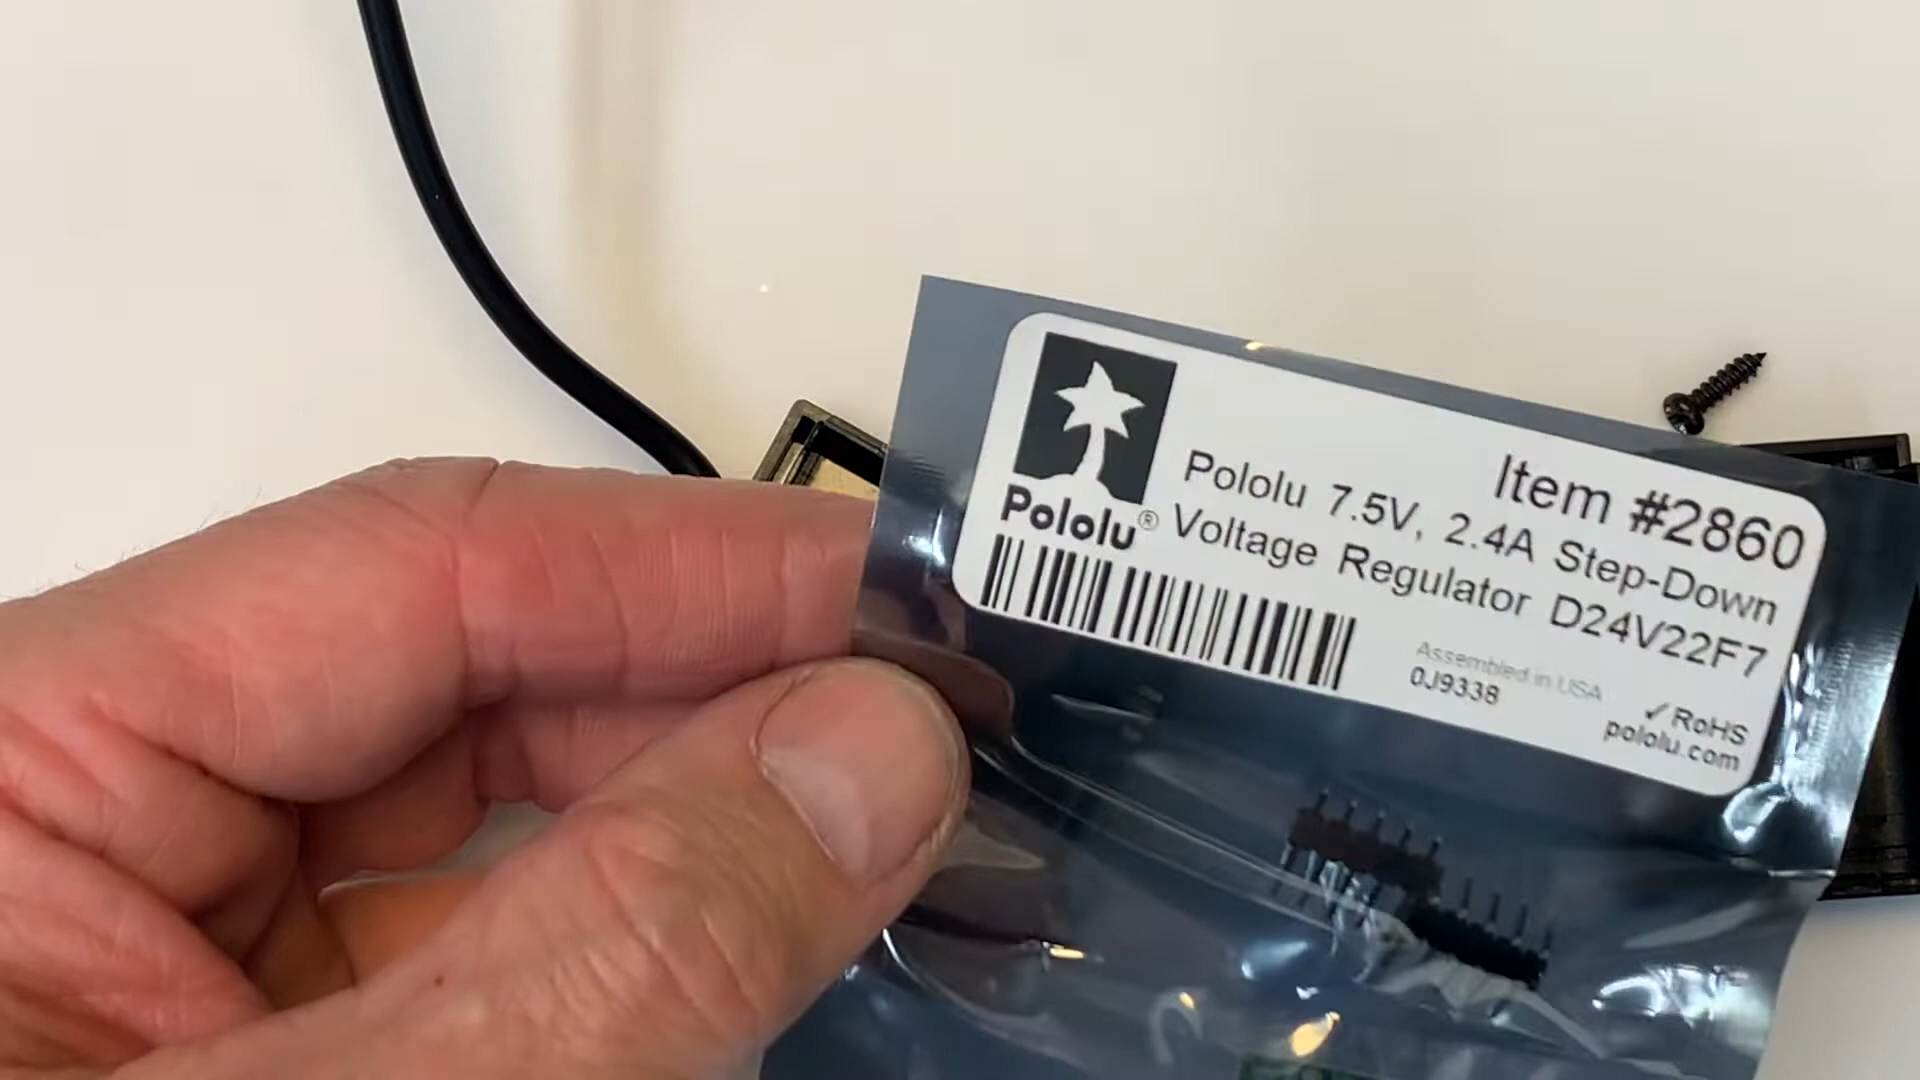 Item #2860
Pololu®
Pololu 7.5V, 2.4A Step-Down
Voltage Regulator D24V22F7
Assembled in USA
0J9338
✓RoHS
pololu.com